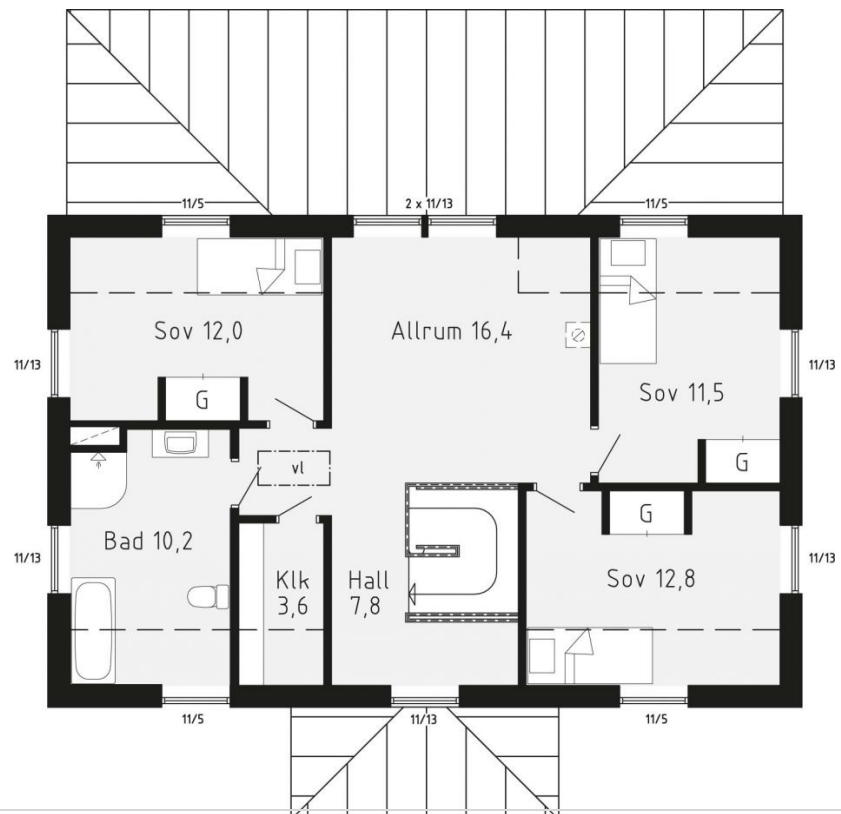 11/5
2 x 11/13
11/5
Sov 12,0
Allrum 16,4
11/13
11/13
Sov 11,5
G
G
vl
G
Bad 10,2
11/13
11/13
Klk
3,6
Hall
7,8
Sov 12,8
11/5
11/13
11/5